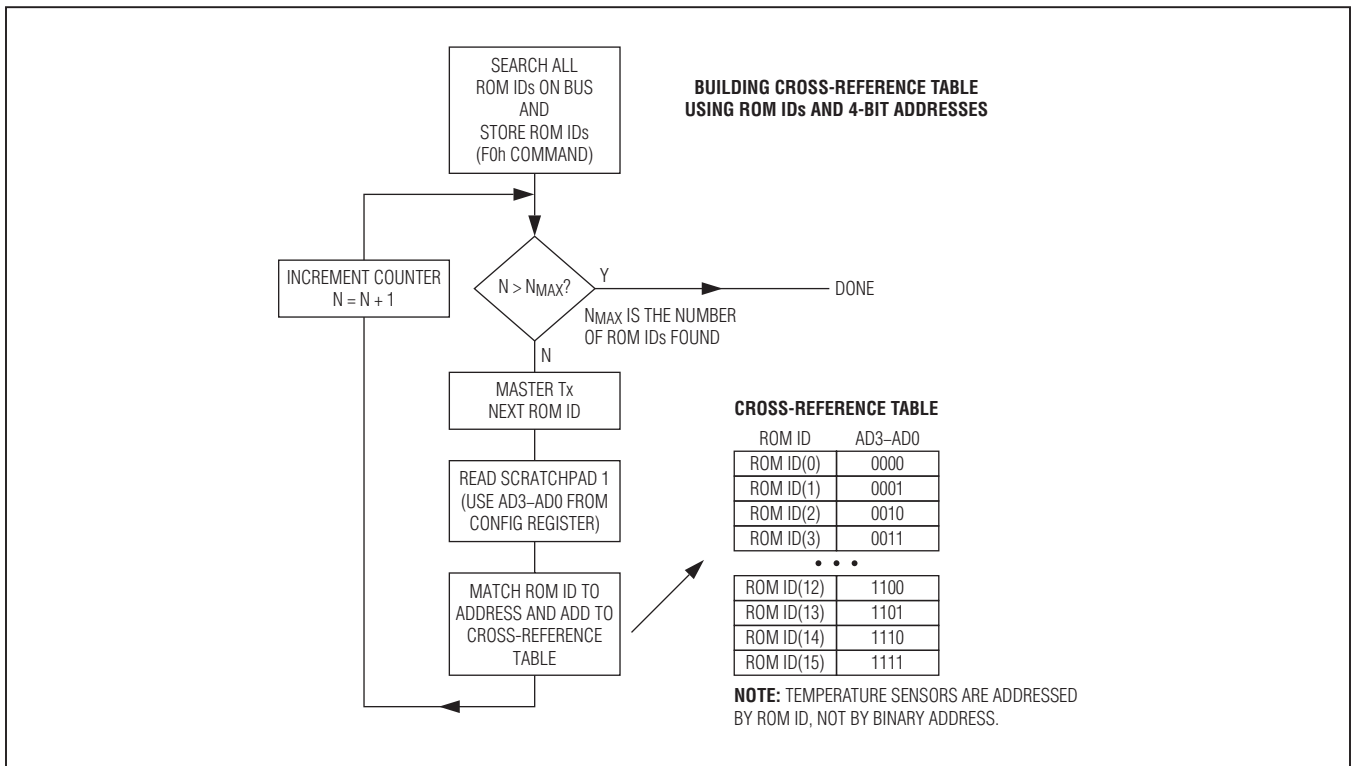 SEARCH ALL
ROM IDs ON BUS
AND
STORE ROM IDs
(F0h COMMAND)
BUILDING CROSS-REFERENCE TABLE
USING ROM IDs AND 4-BIT ADDRESSES
INCREMENT COUNTER
N = N + 1
N > NMAX?
Y
DONE
NMAX IS THE NUMBER
OF ROM IDs FOUND
N
MASTER Tx
NEXT ROM ID
READ SCRATCHPAD 1
(USE AD3–AD0 FROM
CONFIG REGISTER)
MATCH ROM ID TO
ADDRESS AND ADD TO
CROSS-REFERENCE
TABLE
CROSS-REFERENCE TABLE
ROM ID AD3–AD0
ROM ID(0) 0000
ROM ID(1) 0001
ROM ID(2) 0010
ROM ID(3) 0011
• • •
ROM ID(12) 1100
ROM ID(13) 1101
ROM ID(14) 1110
ROM ID(15) 1111
NOTE: TEMPERATURE SENSORS ARE ADDRESSED
BY ROM ID, NOT BY BINARY ADDRESS.